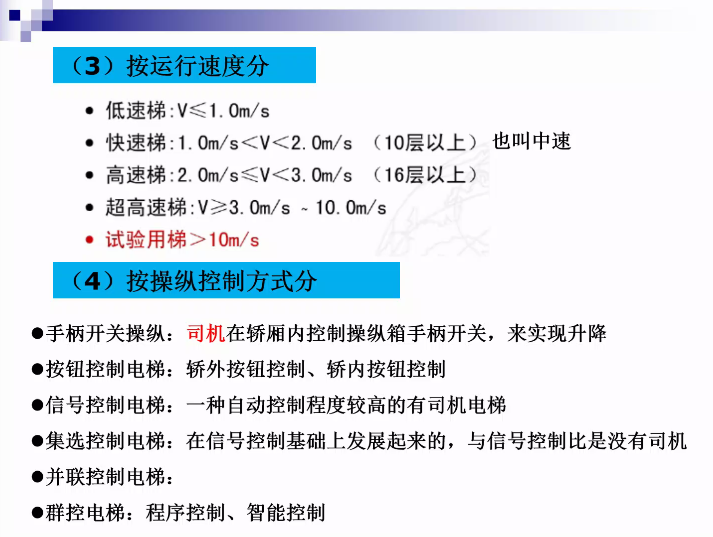 （3）按运行速度分
• 低速梯:V≤1.0m/s
• 快速梯:1.0m/s＜V＜2.0m/s （10层以上） 也叫中速
• 高速梯:2.0m/s≤V＜3.0m/s （16层以上）
• 超高速梯:V≥3.0m/s ~ 10.0m/s
• 试验用梯＞10m/s
（4）按操纵控制方式分
●手柄开关操纵：司机在轿厢内控制操纵箱手柄开关，来实现升降
●按钮控制电梯：轿外按钮控制、轿内按钮控制
●信号控制电梯：一种自动控制程度较高的有司机电梯
●集选控制电梯：在信号控制基础上发展起来的，与信号控制比是没有司机
●并联控制电梯：
●群控电梯：程序控制、智能控制